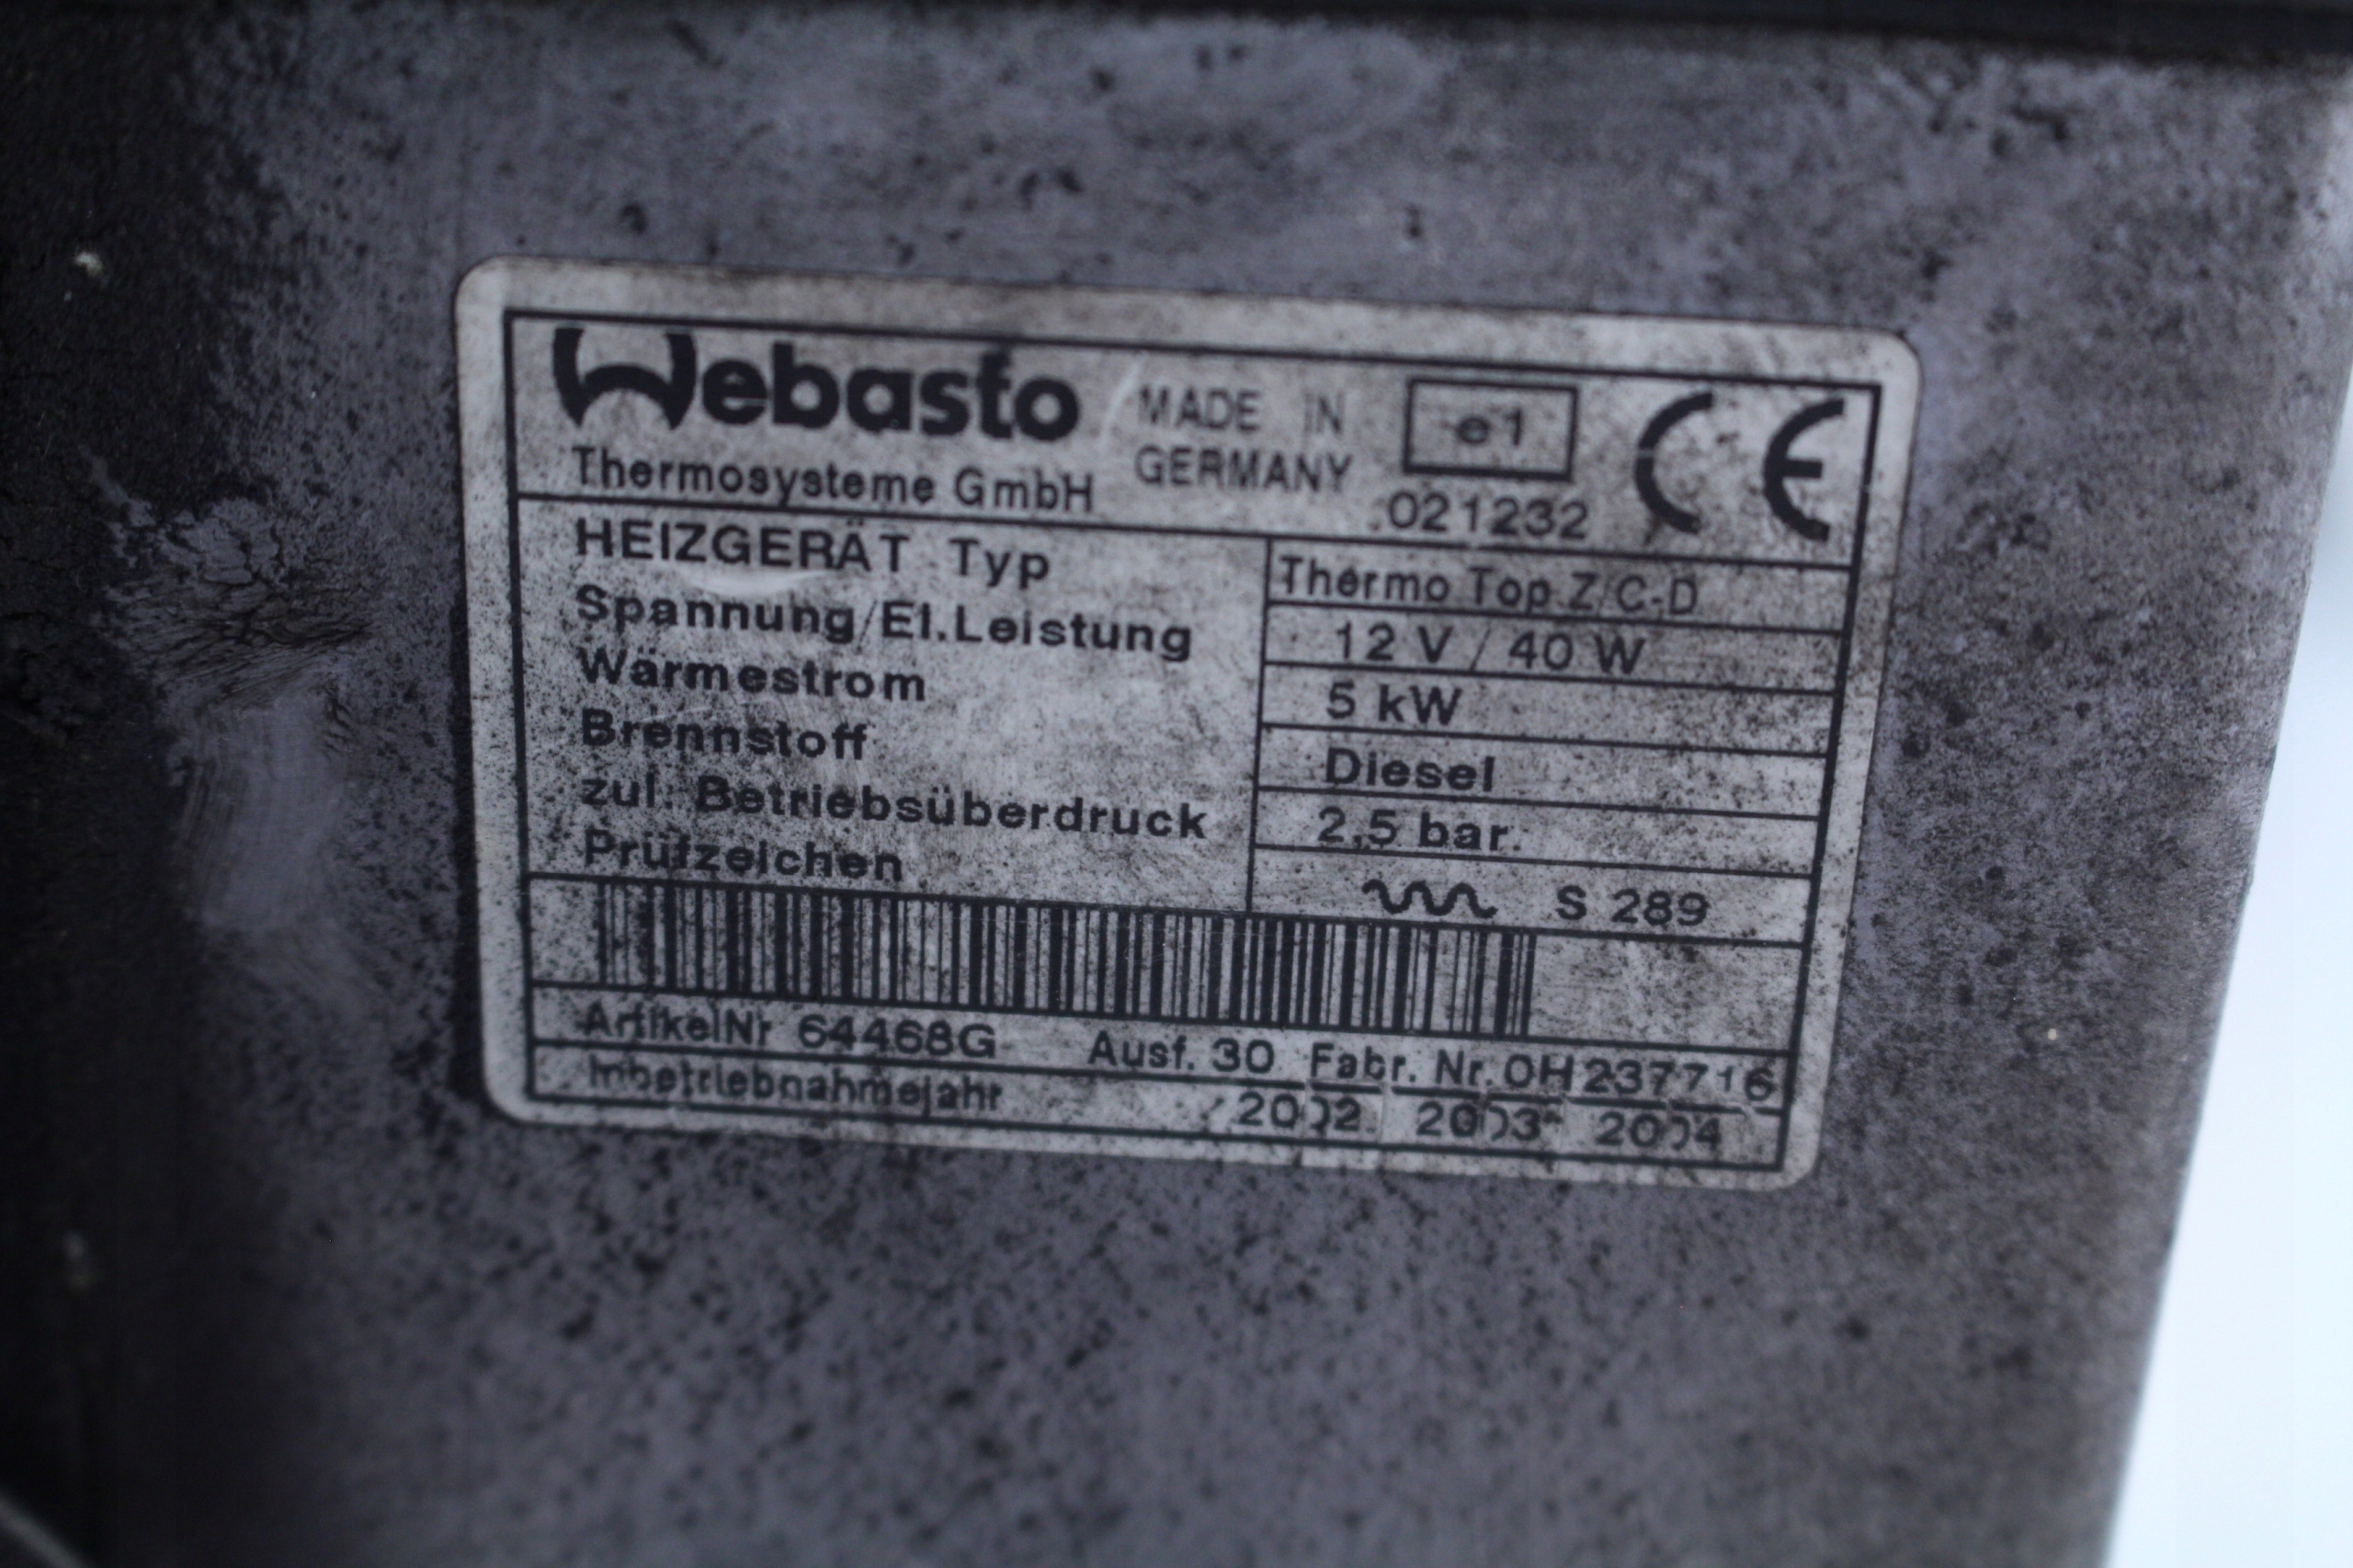 Webasto MADE IN GERMANY e1 CE
Thermosysteme GmbH 021232
HEIZGERÄT Typ Thermo Top Z/C-D
Spannung/El.Leistung 12 V / 40 W
Wärmestrom 5 kW
Brennstoff Diesel
zul. Betriebsüberdruck 2,5 bar
Prüfzeichen S 289
ArtikelNr 64468G Ausf. 30 Fabr. Nr. 0H237716
Inbetriebnahmejahr 2002 2003 2004